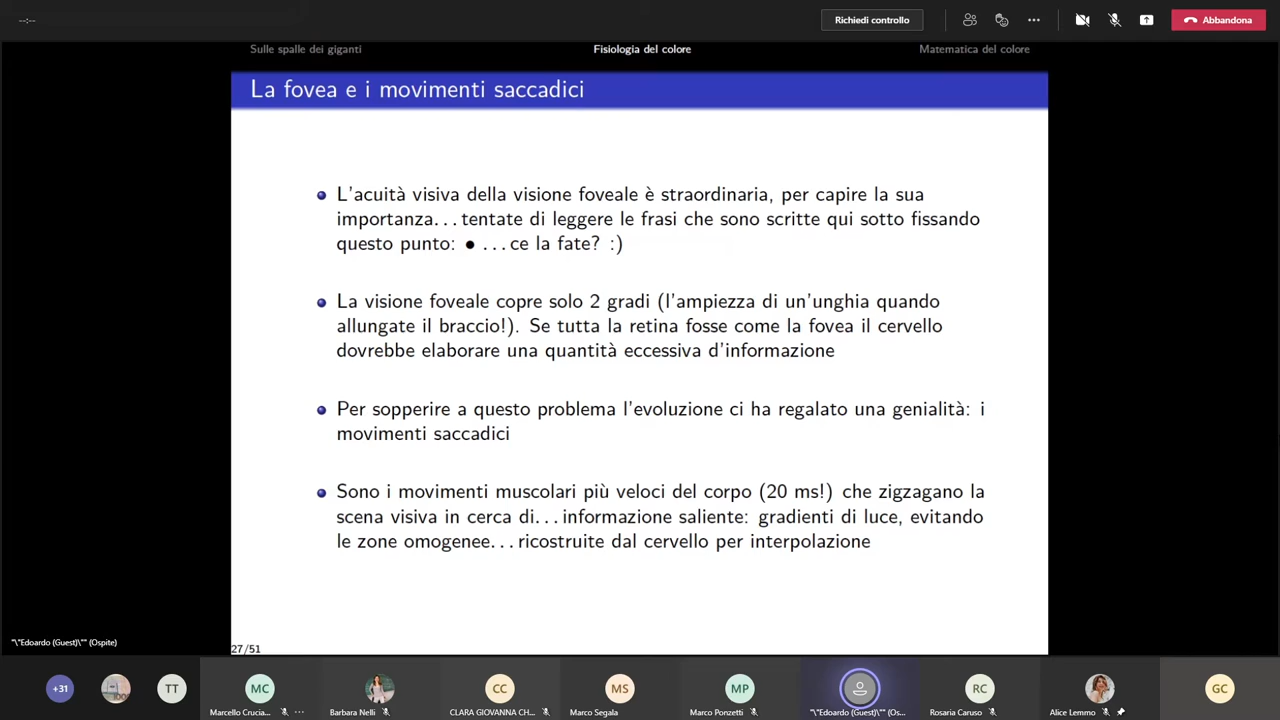 --:--
Richiedi controllo
Abbandona
Sulle spalle dei giganti
Fisiologia del colore
Matematica del colore
La fovea e i movimenti saccadici
L'acuità visiva della visione foveale è straordinaria, per capire la sua
importanza...tentate di leggere le frasi che sono scritte qui sotto fissando
questo punto: ● ...ce la fate? :)
La visione foveale copre solo 2 gradi (l'ampiezza di un'unghia quando
allungate il braccio!). Se tutta la retina fosse come la fovea il cervello
dovrebbe elaborare una quantità eccessiva d'informazione
Per sopperire a questo problema l'evoluzione ci ha regalato una genialità: i
movimenti saccadici
Sono i movimenti muscolari più veloci del corpo (20 ms!) che zigzagano la
scena visiva in cerca di...informazione saliente: gradienti di luce, evitando
le zone omogenee...ricostruite dal cervello per interpolazione
"\"Edoardo (Guest)\"" (Ospite)
27/51
+31
TT
MC
CC
MS
MP
RC
GC
Marcello Crucia...
Barbara Nelli
CLARA GIOVANNA CH...
Marco Segala
Marco Ponzetti
"\"Edoardo (Guest)\"" (Os...
Rosaria Caruso
Alice Lemmo